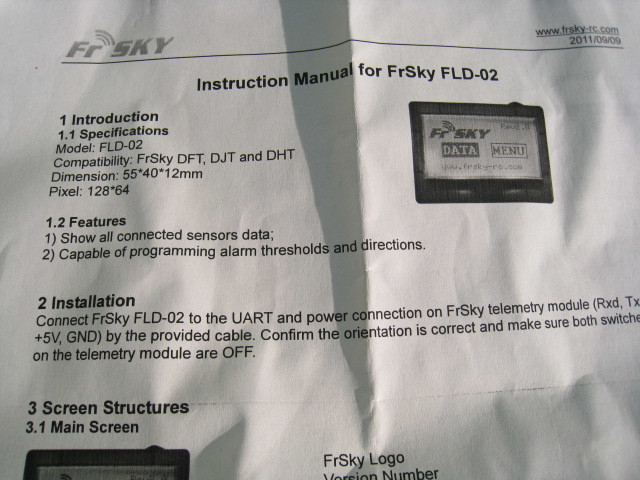 FrSKY
www.frsky-rc.com
2011/09/09
Instruction Manual for FrSky FLD-02
1 Introduction
1.1 Specifications
Model: FLD-02
Compatibility: FrSky DFT, DJT and DHT
Dimension: 55*40*12mm
Pixel: 128*64
FrSKY
DATA MENU
www.frsky-rc.com
1.2 Features
1) Show all connected sensors data;
2) Capable of programming alarm thresholds and directions.
2 Installation
Connect FrSky FLD-02 to the UART and power connection on FrSky telemetry module (Rxd, Tx
+5V, GND) by the provided cable. Confirm the orientation is correct and make sure both switche
on the telemetry module are OFF.
3 Screen Structures
3.1 Main Screen
FrSky Logo
Version Number